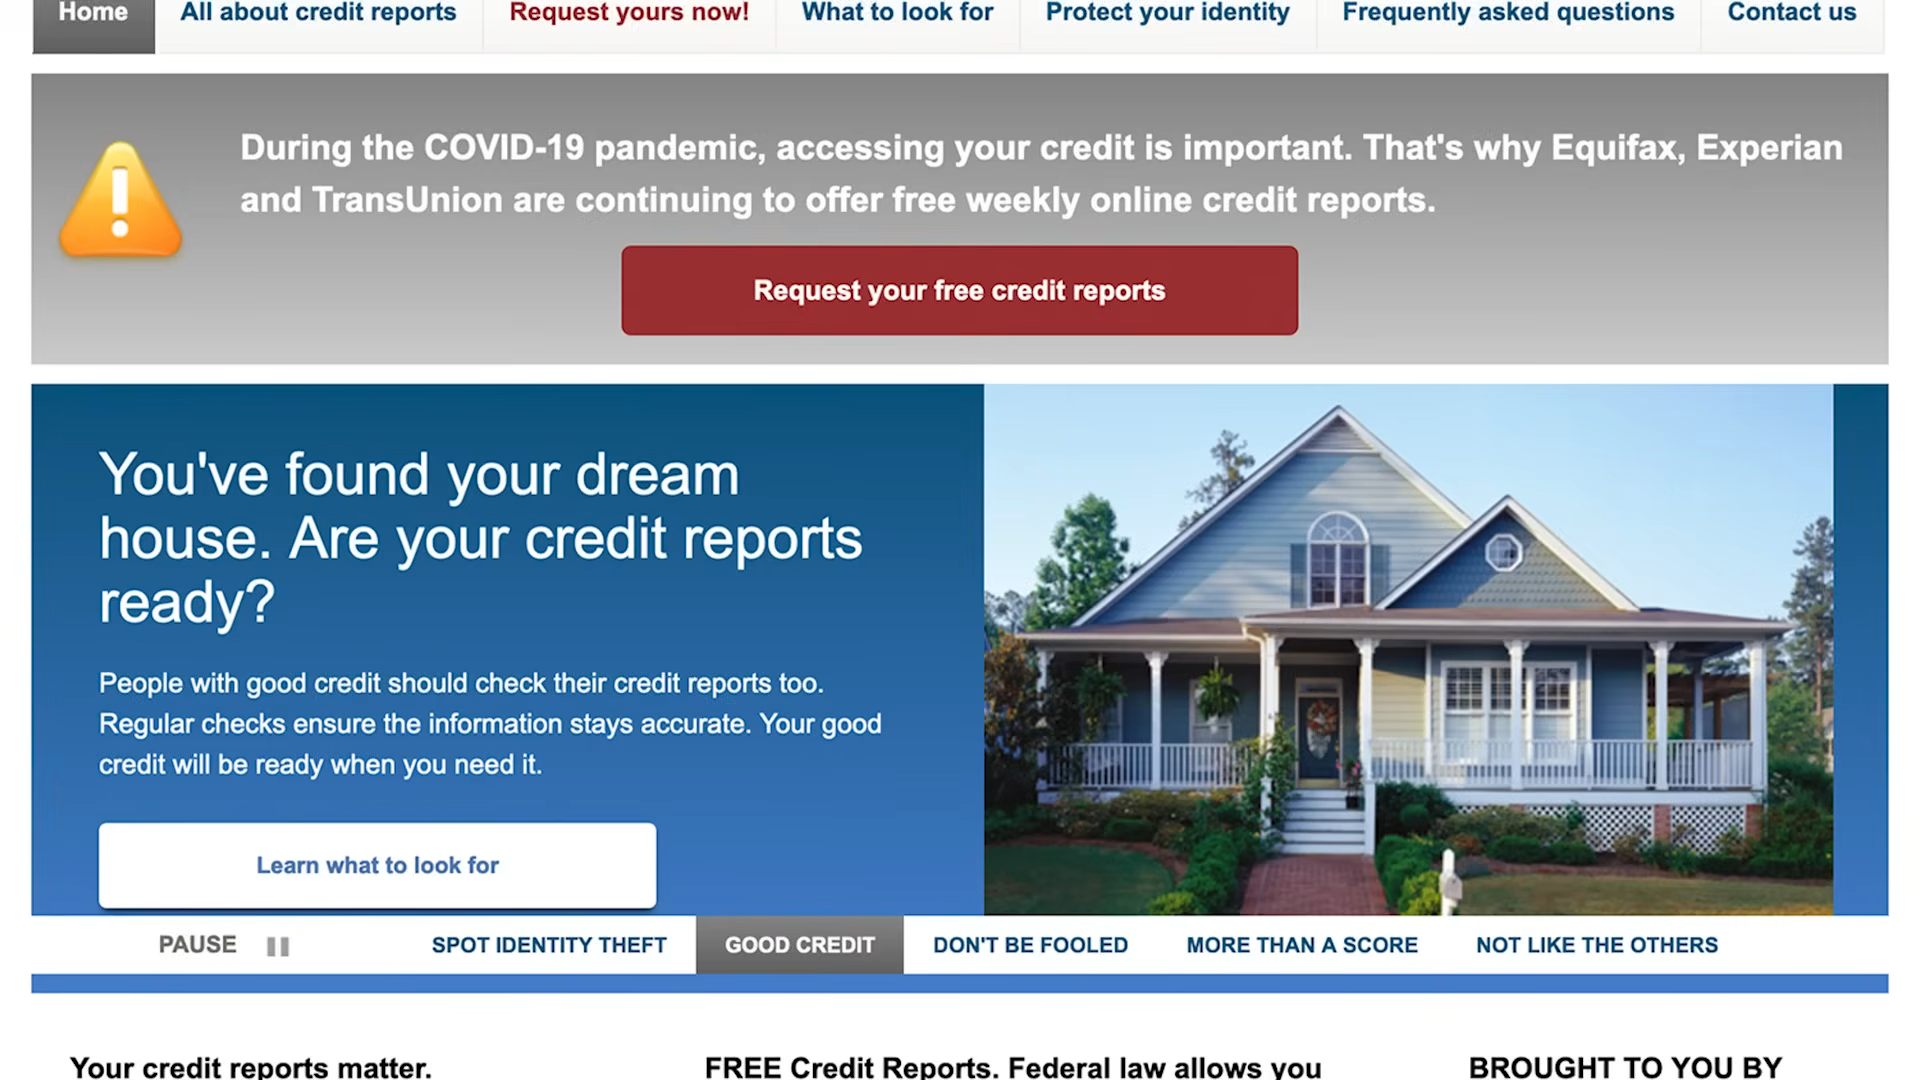 Home
All about credit reports
Request yours now!
What to look for
Protect your identity
Frequently asked questions
Contact us
During the COVID-19 pandemic, accessing your credit is important. That's why Equifax, Experian
and TransUnion are continuing to offer free weekly online credit reports.
Request your free credit reports
You've found your dream
house. Are your credit reports
ready?
People with good credit should check their credit reports too.
Regular checks ensure the information stays accurate. Your good
credit will be ready when you need it.
Learn what to look for
PAUSE
SPOT IDENTITY THEFT
GOOD CREDIT
DON'T BE FOOLED
MORE THAN A SCORE
NOT LIKE THE OTHERS
Your credit reports matter.
FREE Credit Reports. Federal law allows you
BROUGHT TO YOU BY